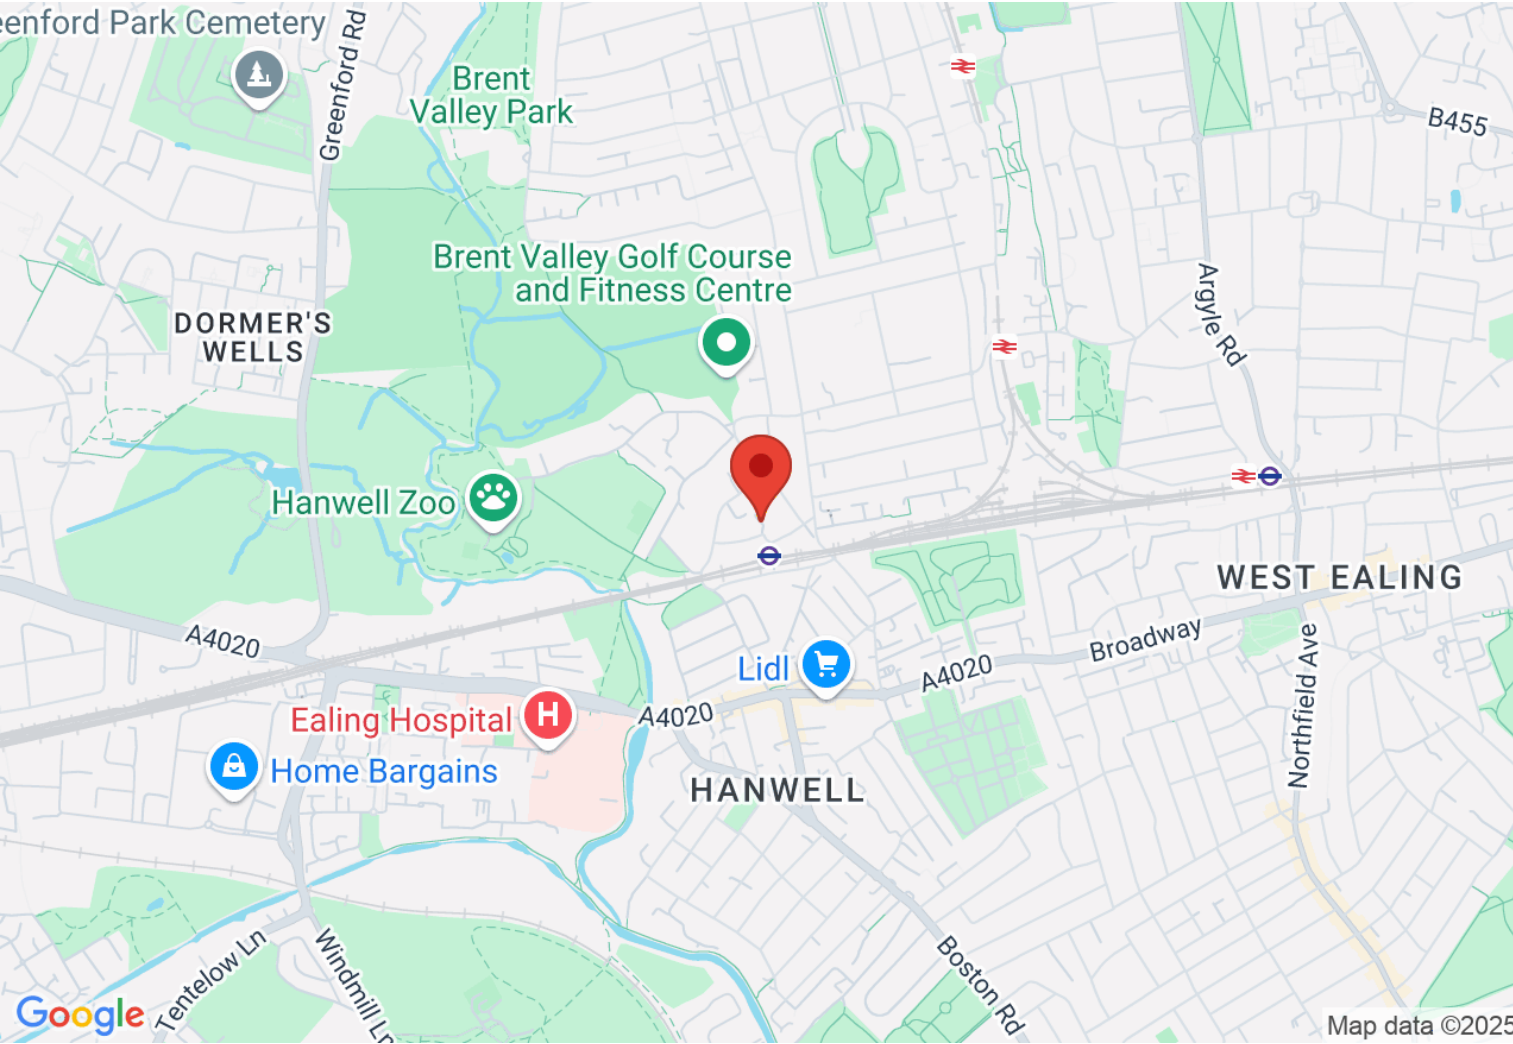 eenford Park Cemetery
Greenford Rd
Brent
Valley Park
B455
Brent Valley Golf Course
and Fitness Centre
Argyle Rd
DORMER'S
WELLS
Hanwell Zoo
WEST EALING
A4020
Broadway
Lidl
A4020
Northfield Ave
Ealing Hospital
H
A4020
Home Bargains
HANWELL
Tentelow Ln
Windmill Ln
Boston Rd
Google
Map data ©2025